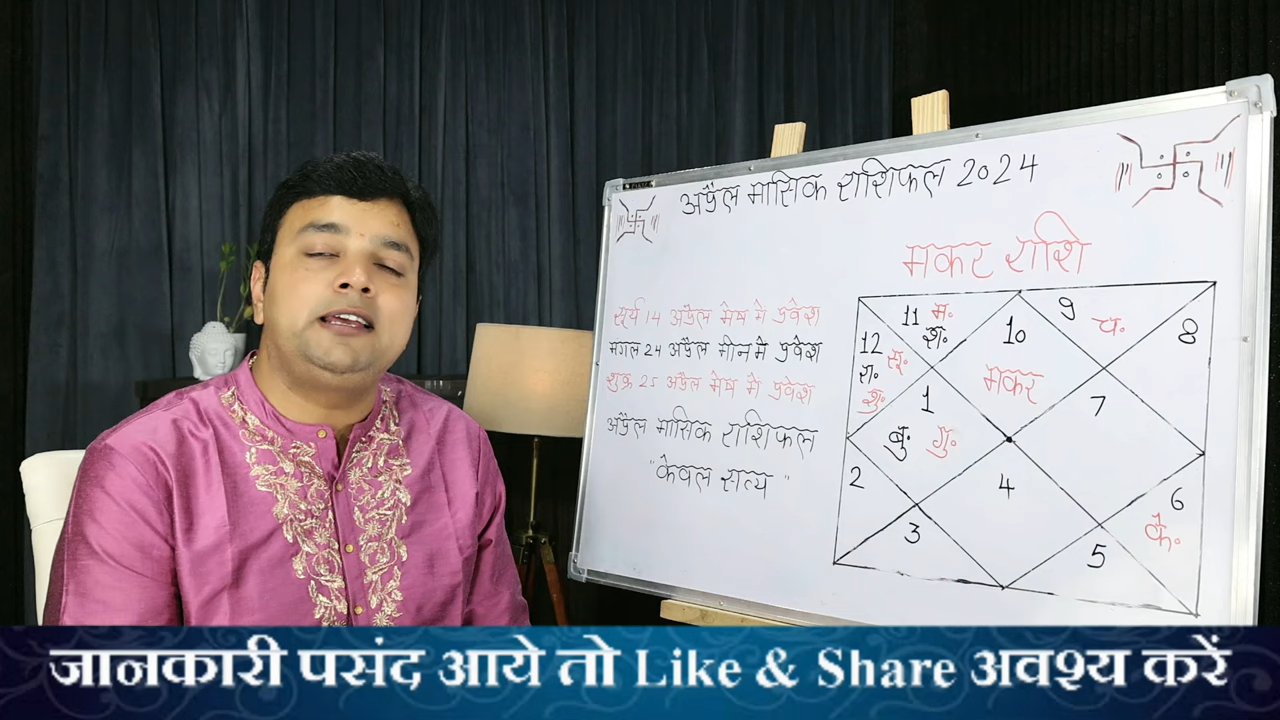 अप्रैल मासिक राशिफल 2024
मकर राशि
सूर्य 14 अप्रैल मेष मे प्रवेश
मंगल 24 अप्रैल मीन मे प्रवेश
शुक्र 25 अप्रैल मेष मे प्रवेश
अप्रैल मासिक राशिफल
"केवल सत्य"
11 मं॰
श॰
10
9
चं॰
8
12 सू॰
रा॰
शु॰
मकर
1
बु॰ गु॰
7
2
4
6
के॰
3
5
जानकारी पसंद आये तो Like & Share अवश्य करें